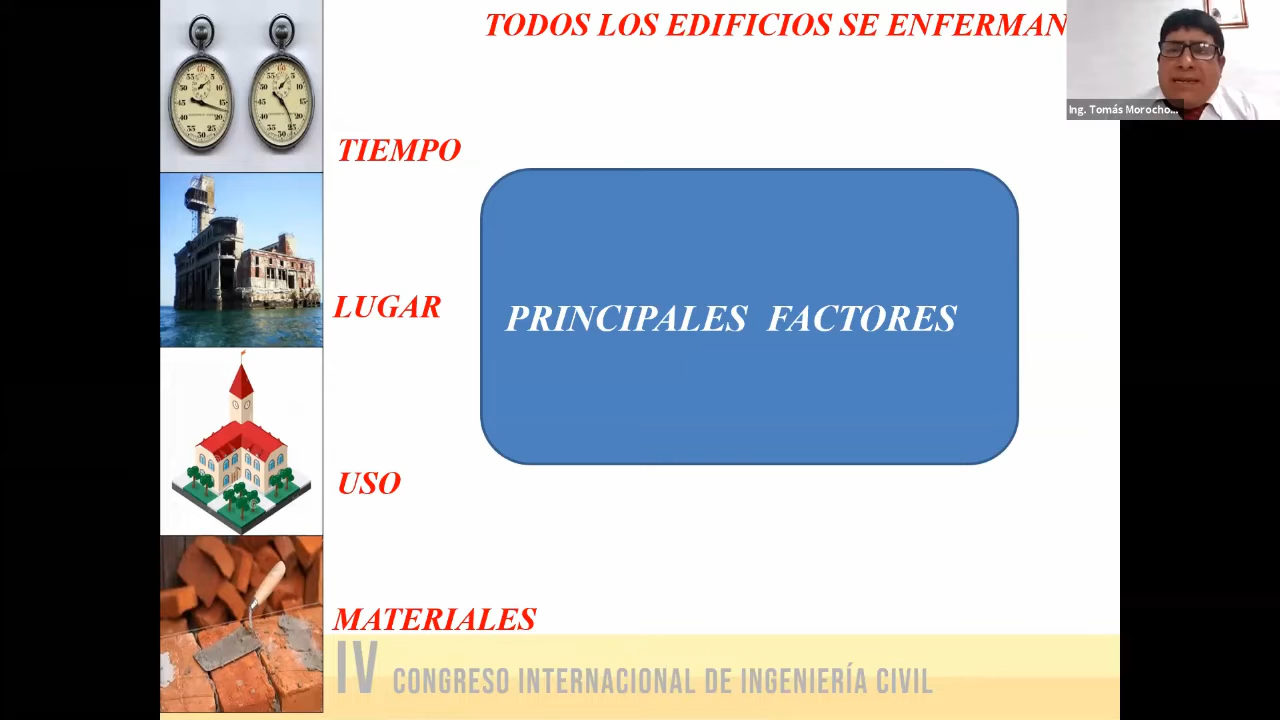 TODOS LOS EDIFICIOS SE ENFERMAN
Ing. Tomás Morocho...
TIEMPO
LUGAR
PRINCIPALES FACTORES
USO
MATERIALES
IV CONGRESO INTERNACIONAL DE INGENIERÍA CIVIL